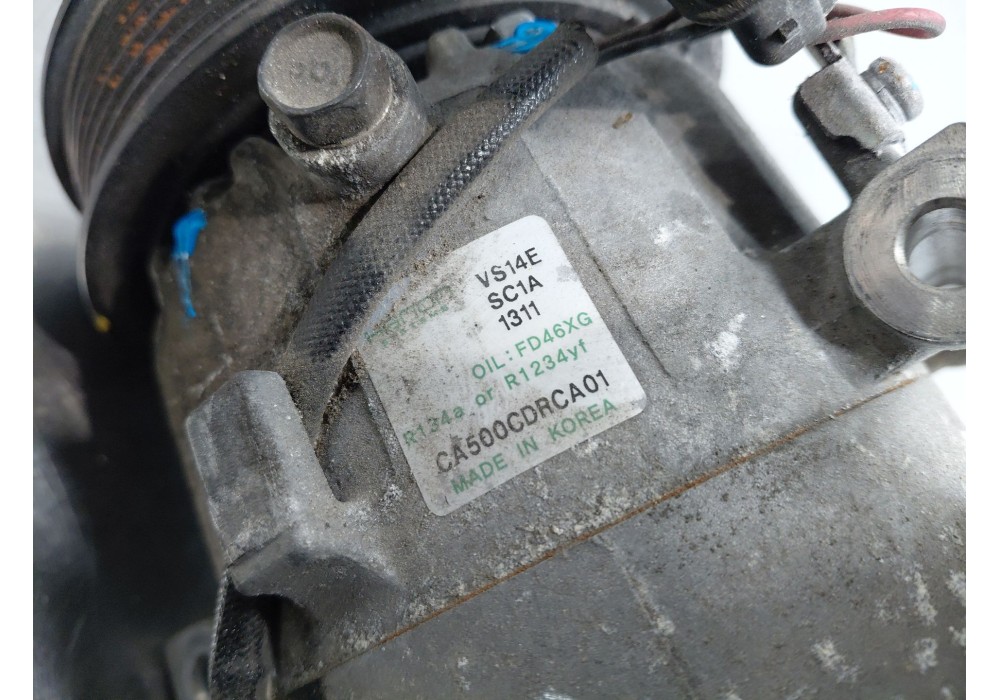 VS14E
SC1A
1311
OIL:FD46XG
R134a or R1234yf
CA500CDRCA01
MADE IN KOREA